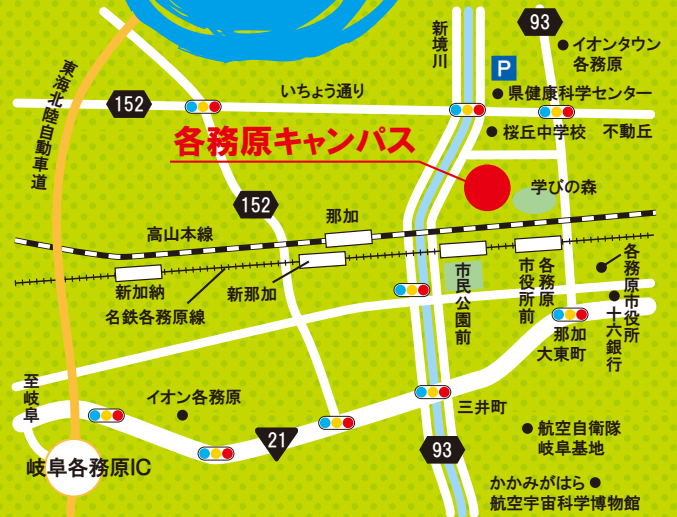 93
新境川
イオンタウン
各務原
P
東海北陸自動車道
152
いちょう通り
県健康科学センター
各務原キャンパス
桜丘中学校
不動丘
学びの森
152
那加
高山本線
新加納
新那加
名鉄各務原線
市民公園前
各務原
市役所前
各務原市役所
十六銀行
那加
大東町
至岐阜
イオン各務原
三井町
21
93
航空自衛隊
岐阜基地
岐阜各務原IC
かかみがはら
航空宇宙科学博物館